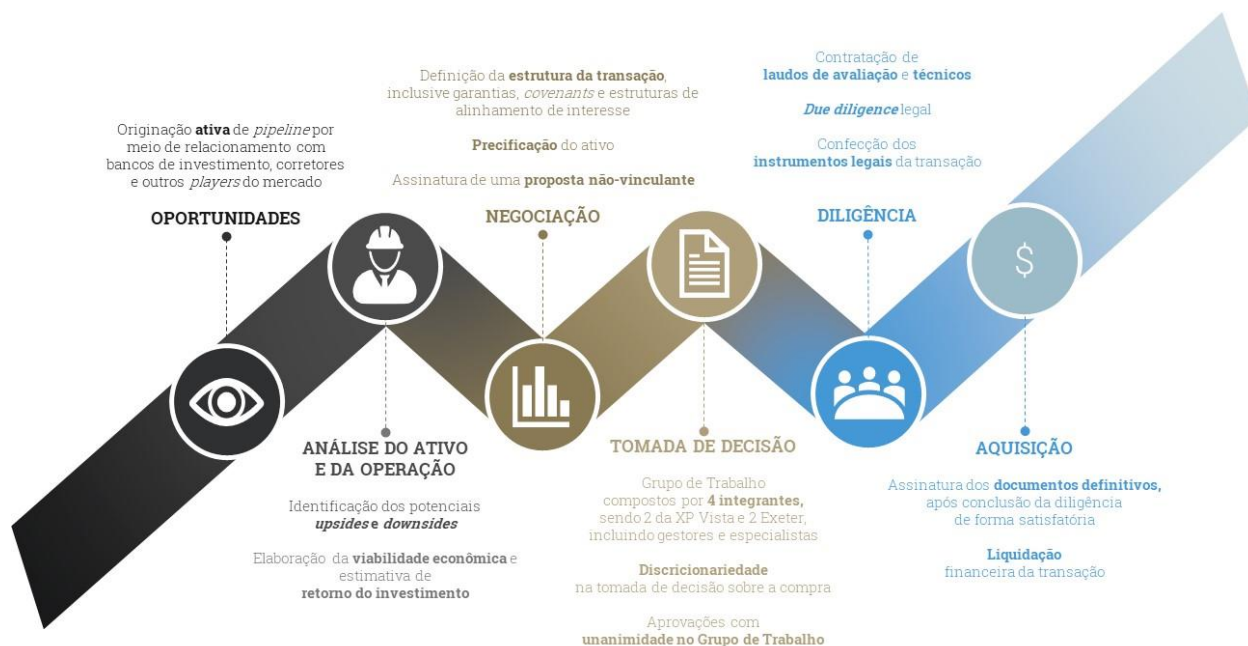 Originação ativa de pipeline por
meio de relacionamento com
bancos de investimento, corretores
e outros players do mercado
OPORTUNIDADES
ANÁLISE DO ATIVO
E DA OPERAÇÃO
Identificação dos potenciais
upsides e downsides
Elaboração da viabilidade econômica e
estimativa de
retorno do investimento
Definição da estrutura da transação,
inclusive garantias, covenants e estruturas de
alinhamento de interesse
Precificação do ativo
Assinatura de uma proposta não-vinculante
NEGOCIAÇÃO
TOMADA DE DECISÃO
Grupo de Trabalho
compostos por 4 integrantes,
sendo 2 da XP Vista e 2 Exeter,
incluindo gestores e especialistas
Discricionariedade
na tomada de decisão sobre a compra
Aprovações com
unanimidade no Grupo de Trabalho
Contratação de
laudos de avaliação e técnicos
Due diligence legal
Confecção dos
instrumentos legais da transação
DILIGÊNCIA
$
AQUISIÇÃO
Assinatura dos documentos definitivos,
após conclusão da diligência
de forma satisfatória
Liquidação
financeira da transação